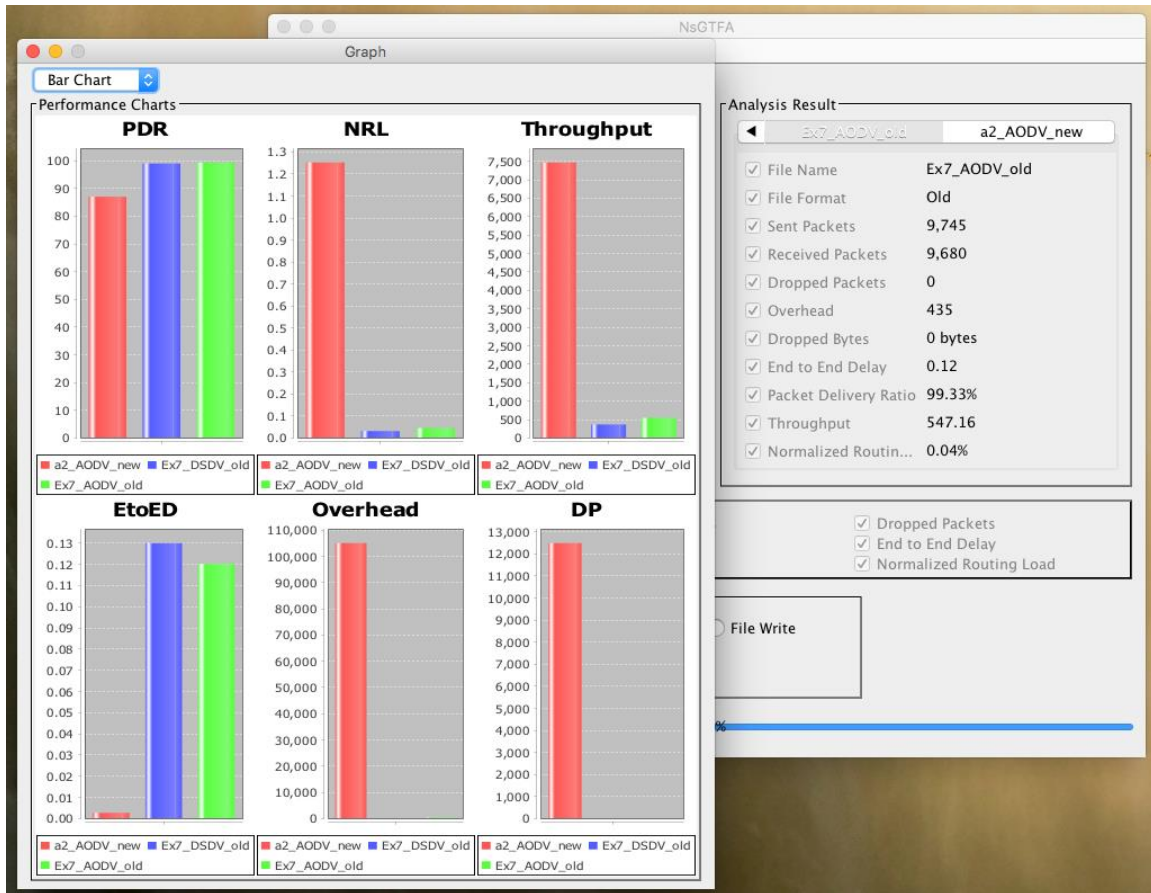 NsGTFA
Graph
Bar Chart
Performance Charts
PDR
100
90
80
70
60
50
40
30
20
10
0
a2_AODV_new Ex7_DSDV_old
Ex7_AODV_old
NRL
1.3
1.2
1.1
1.0
0.9
0.8
0.7
0.6
0.5
0.4
0.3
0.2
0.1
0.0
a2_AODV_new Ex7_DSDV_old
Ex7_AODV_old
Throughput
7,500
7,000
6,500
6,000
5,500
5,000
4,500
4,000
3,500
3,000
2,500
2,000
1,500
1,000
500
0
a2_AODV_new Ex7_DSDV_old
Ex7_AODV_old
EtoED
0.13
0.12
0.11
0.10
0.09
0.08
0.07
0.06
0.05
0.04
0.03
0.02
0.01
0.00
a2_AODV_new Ex7_DSDV_old
Ex7_AODV_old
Overhead
110,000
100,000
90,000
80,000
70,000
60,000
50,000
40,000
30,000
20,000
10,000
0
a2_AODV_new Ex7_DSDV_old
Ex7_AODV_old
DP
13,000
12,000
11,000
10,000
9,000
8,000
7,000
6,000
5,000
4,000
3,000
2,000
1,000
0
a2_AODV_new Ex7_DSDV_old
Ex7_AODV_old
Analysis Result
Ex7_AODV_old a2_AODV_new
File Name Ex7_AODV_old
File Format Old
Sent Packets 9,745
Received Packets 9,680
Dropped Packets 0
Overhead 435
Dropped Bytes 0 bytes
End to End Delay 0.12
Packet Delivery Ratio 99.33%
Throughput 547.16
Normalized Routin... 0.04%
Dropped Packets
End to End Delay
Normalized Routing Load
File Write
%